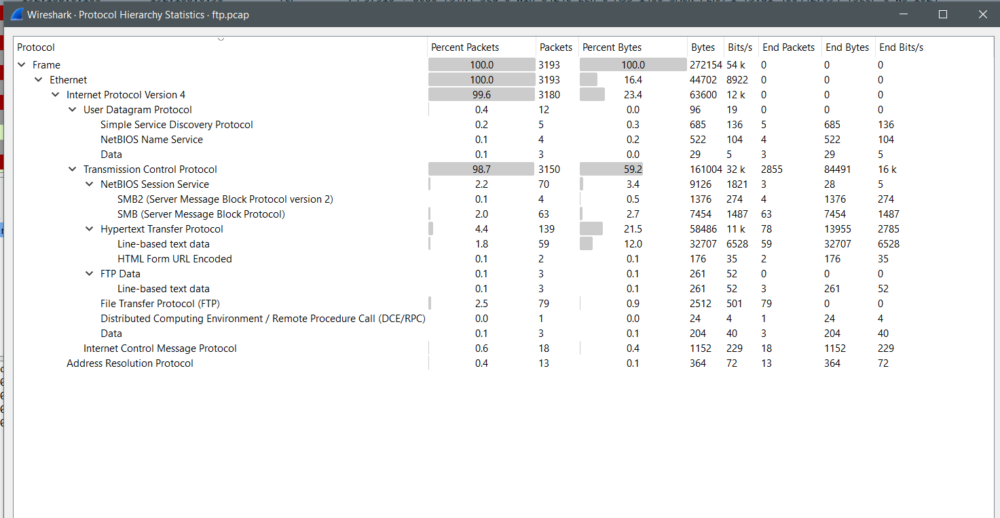 Wireshark · Protocol Hierarchy Statistics · ftp.pcap
Protocol Percent Packets Packets Percent Bytes Bytes Bits/s End Packets End Bytes End Bits/s
Frame 100.0 3193 100.0 272154 54 k 0 0 0
Ethernet 100.0 3193 16.4 44702 8922 0 0 0
Internet Protocol Version 4 99.6 3180 23.4 63600 12 k 0 0 0
User Datagram Protocol 0.4 12 0.0 96 19 0 0 0
Simple Service Discovery Protocol 0.2 5 0.3 685 136 5 685 136
NetBIOS Name Service 0.1 4 0.2 522 104 4 522 104
Data 0.1 3 0.0 29 5 3 29 5
Transmission Control Protocol 98.7 3150 59.2 161004 32 k 2855 84491 16 k
NetBIOS Session Service 2.2 70 3.4 9126 1821 3 28 5
SMB2 (Server Message Block Protocol version 2) 0.1 4 0.5 1376 274 4 1376 274
SMB (Server Message Block Protocol) 2.0 63 2.7 7454 1487 63 7454 1487
Hypertext Transfer Protocol 4.4 139 21.5 58486 11 k 78 13955 2785
Line-based text data 1.8 59 12.0 32707 6528 59 32707 6528
HTML Form URL Encoded 0.1 2 0.1 176 35 2 176 35
FTP Data 0.1 3 0.1 261 52 0 0 0
Line-based text data 0.1 3 0.1 261 52 3 261 52
File Transfer Protocol (FTP) 2.5 79 0.9 2512 501 79 0 0
Distributed Computing Environment / Remote Procedure Call (DCE/RPC) 0.0 1 0.0 24 4 1 24 4
Data 0.1 3 0.1 204 40 3 204 40
Internet Control Message Protocol 0.6 18 0.4 1152 229 18 1152 229
Address Resolution Protocol 0.4 13 0.1 364 72 13 364 72